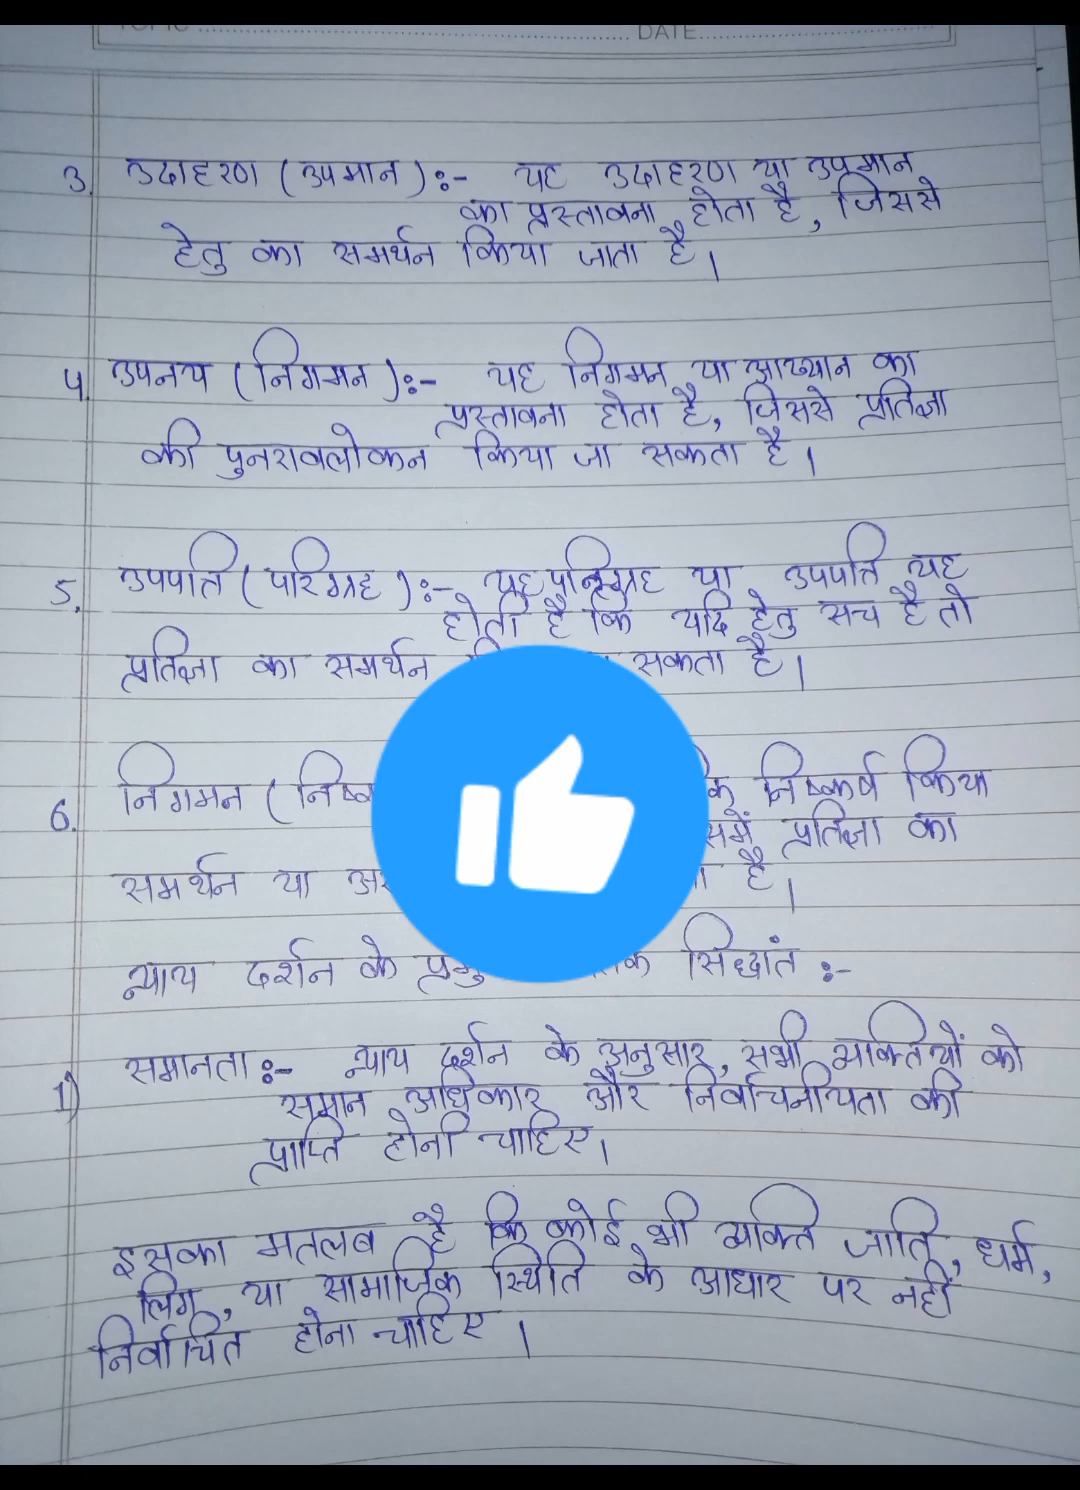 DATE
3. उदाहरण (उपमान) :- यह उदाहरण या उपमान
का प्रस्तावना होता है, जिससे
हेतु का समर्थन किया जाता है।
4. उपनय (निगमन) :- यह निगमन या आख्यान का
प्रस्तावना होता है, जिससे प्रतिज्ञा
की पुनरावलोकन किया जा सकता है।
5. उपपत्ति (परिग्रह) :- यह परिग्रह या उपपत्ति यह
होती है कि यदि हेतु सच है तो
प्रतिज्ञा का समर्थन सकता है।
6. निगमन ( निष्कर्ष किया
प्रतिज्ञा का
समर्थन या है।
न्याय दर्शन के सिद्धांत :-
1) समानता :- न्याय दर्शन के अनुसार, सभी व्यक्तियों को
समान अधिकार और निर्वाचनीयता की
प्राप्ति होनी चाहिए।
इसका मतलब है कि कोई भी व्यक्ति जाति, धर्म,
लिंग, या सामाजिक स्थिति के आधार पर नहीं
निर्वाचित होना चाहिए।